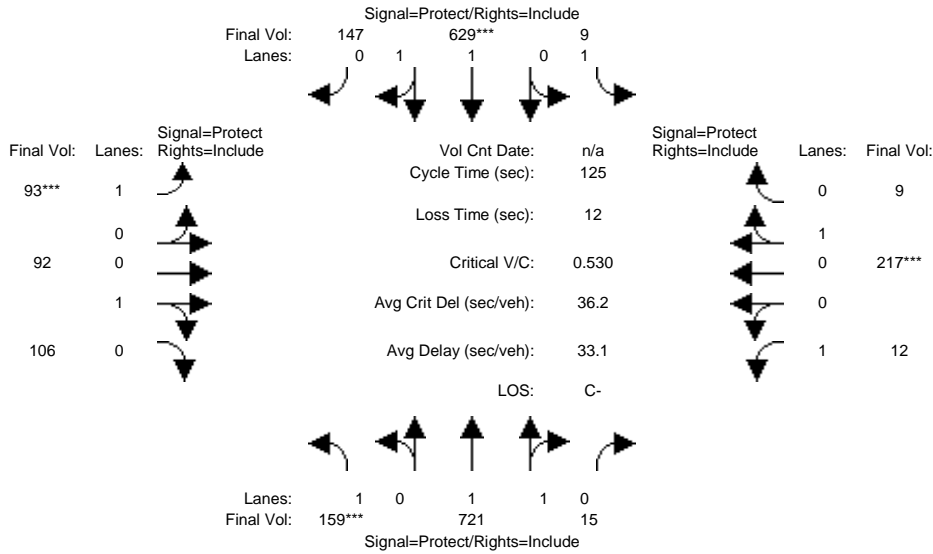 Signal=Protect/Rights=Include
Final Vol: 147 629*** 9
Lanes: 0 1 1 0 1
Signal=Protect Signal=Protect
Final Vol: Lanes: Rights=Include Vol Cnt Date: n/a Rights=Include Lanes: Final Vol:
Cycle Time (sec): 125
93*** 1 0 9
Loss Time (sec): 12
0 1
92 0 Critical V/C: 0.530 0 217***
1 Avg Crit Del (sec/veh): 36.2 0
106 0 Avg Delay (sec/veh): 33.1 1 12
LOS: C-
Lanes: 1 0 1 1 0
Final Vol: 159*** 721 15
Signal=Protect/Rights=Include